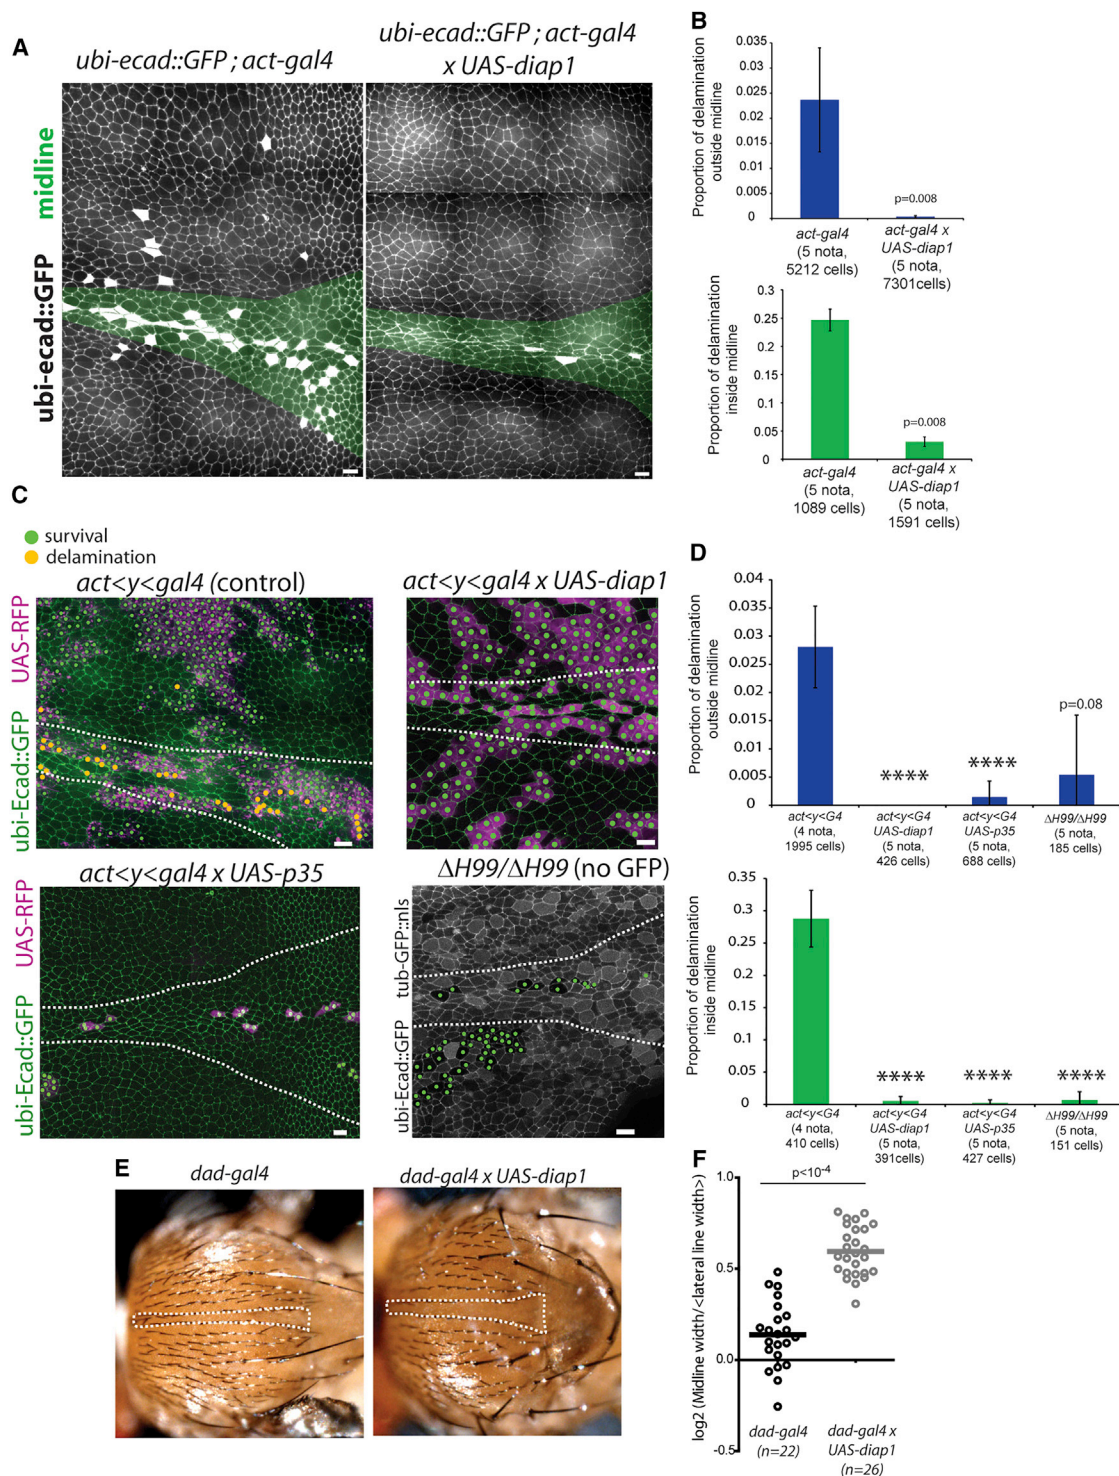 A
ubi-ecad::GFP ; act-gal4
ubi-ecad::GFP ; act-gal4
x UAS-diap1
midline
ubi-ecad::GFP
B
Proportion of delamination
outside midline
0.035
0.03
0.025
0.02
0.015
0.01
0.005
0
p=0.008
act-gal4
(5 nota,
5212 cells)
act-gal4 x
UAS-diap1
(5 nota,
7301cells)
Proportion of delamination
inside midline
0.3
0.25
0.2
0.15
0.1
0.05
0
p=0.008
act-gal4
(5 nota,
1089 cells)
act-gal4 x
UAS-diap1
(5 nota,
1591 cells)
C
survival
delamination
act<y<gal4 (control)
act<y<gal4 x UAS-diap1
UAS-RFP
ubi-Ecad::GFP
act<y<gal4 x UAS-p35
ΔH99/ΔH99 (no GFP)
UAS-RFP
ubi-Ecad::GFP
tub-GFP::nls
ubi-Ecad::GFP
D
Proportion of delamination
outside midline
0.04
0.035
0.03
0.025
0.02
0.015
0.01
0.005
0
****
****
p=0.08
act<y<G4
(4 nota,
1995 cells)
act<y<G4
UAS-diap1
(5 nota,
426 cells)
act<y<G4
UAS-p35
(5 nota,
688 cells)
ΔH99/ΔH99
(5 nota,
185 cells)
Proportion of delamination
inside midline
0.35
0.3
0.25
0.2
0.15
0.1
0.05
0
****
****
****
act<y<G4
(4 nota,
410 cells)
act<y<G4
UAS-diap1
(5 nota,
391cells)
act<y<G4
UAS-p35
(5 nota,
427 cells)
ΔH99/ΔH99
(5 nota,
151 cells)
E
dad-gal4
dad-gal4 x UAS-diap1
F
log2 (Midline width/<lateral line width>)
p<10-4
1.0
0.5
0.0
-0.5
dad-gal4
(n=22)
dad-gal4 x
UAS-diap1
(n=26)